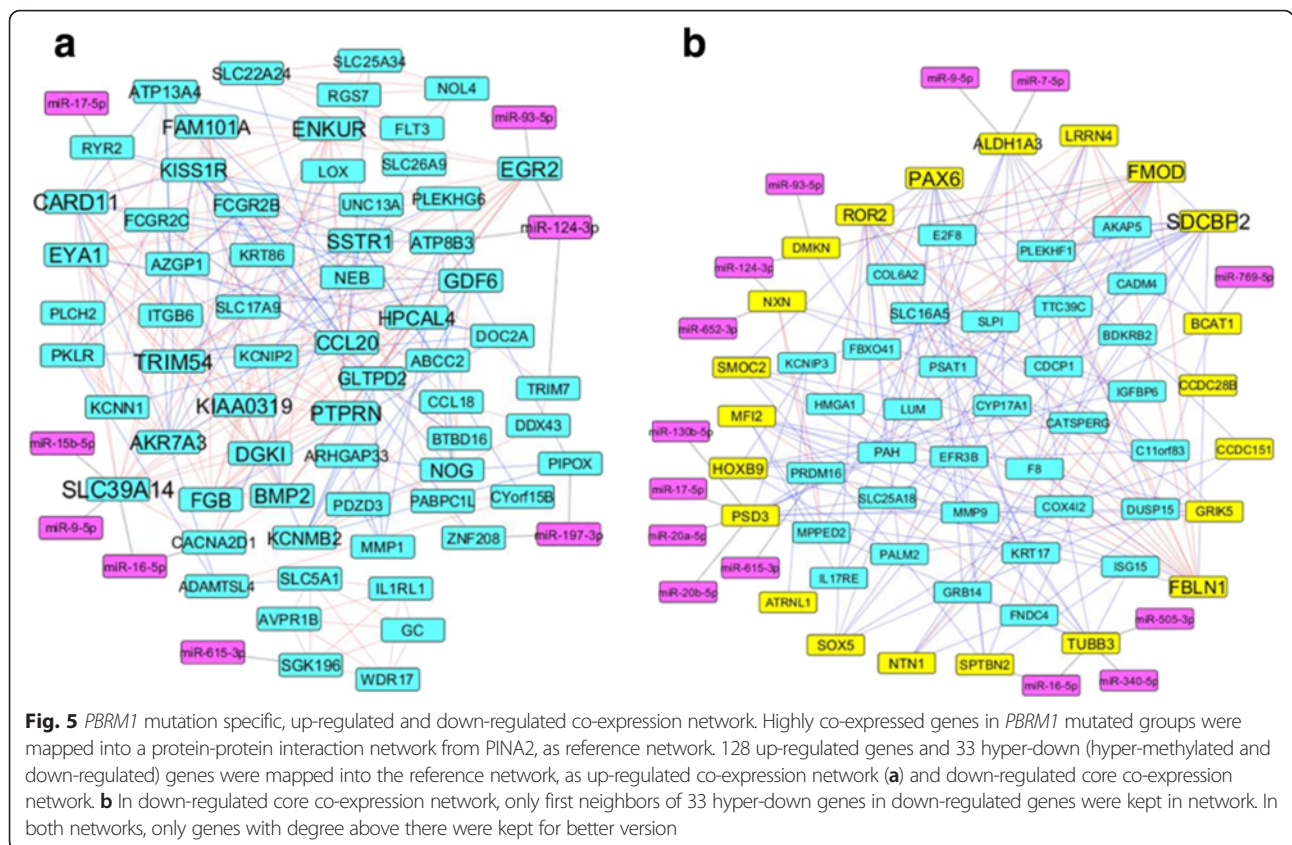 a
SLC25A34
SLC22A24
ATP13A4
RGS7
NOL4
miR-17-5p
miR-93-5p
FAM101A
ENKUR
FLT3
RYR2
KISS1R
LOX
SLC26A9
EGR2
CARD11
FCGR2B
UNC13A
PLEKHG6
FCGR2C
miR-124-3p
EYA1
KRT86
SSTR1
ATP8B3
AZGP1
NEB
GDF6
PLCH2
ITGB6
SLC17A9
HPCAL4
DOC2A
PKLR
TRIM54
KCNIP2
CCL20
ABCC2
GLTPD2
TRIM7
KCNN1
KIAA0319
PTPRN
CCL18
DDX43
miR-15b-5p
AKR7A3
DGKI
ARHGAP33
BTBD16
PIPOX
NOG
SLC39A14
FGB
BMP2
PDZD3
PABPC1L
CYorf15B
miR-9-5p
CACNA2D1
KCNMB2
MMP1
ZNF208
miR-197-3p
miR-16-5p
ADAMTSL4
SLC5A1
IL1RL1
AVPR1B
GC
miR-615-3p
SGK196
WDR17
b
miR-9-5p
miR-7-5p
ALDH1A3
LRRN4
miR-93-5p
PAX6
FMOD
ROR2
SDCBP2
DMKN
E2F8
PLEKHF1
AKAP5
miR-124-3p
COL6A2
CADM4
miR-769-5p
NXN
SLC16A5
SLPI
TTC39C
BCAT1
miR-652-3p
FBXO41
BDKRB2
SMOC2
KCNIP3
PSAT1
CDCP1
CCDC28B
IGFBP6
MFI2
HMGA1
LUM
CYP17A1
CATSPERG
miR-130b-5p
PAH
EFR3B
C11orf83
CCDC151
HOXB9
PRDM16
F8
miR-17-5p
SLC25A18
PSD3
MMP9
COX4I2
DUSP15
GRIK5
miR-20a-5p
MPPED2
PALM2
KRT17
miR-615-3p
IL17RE
ISG15
FBLN1
miR-20b-5p
ATRNL1
GRB14
FNDC4
miR-505-3p
SOX5
TUBB3
NTN1
SPTBN2
miR-16-5p
miR-340-5p
Fig. 5 PBRM1 mutation specific, up-regulated and down-regulated co-expression network. Highly co-expressed genes in PBRM1 mutated groups were
mapped into a protein-protein interaction network from PINA2, as reference network. 128 up-regulated genes and 33 hyper-down (hyper-methylated and
down-regulated) genes were mapped into the reference network, as up-regulated co-expression network (a) and down-regulated core co-expression
network. b In down-regulated core co-expression network, only first neighbors of 33 hyper-down genes in down-regulated genes were kept in network. In
both networks, only genes with degree above there were kept for better version